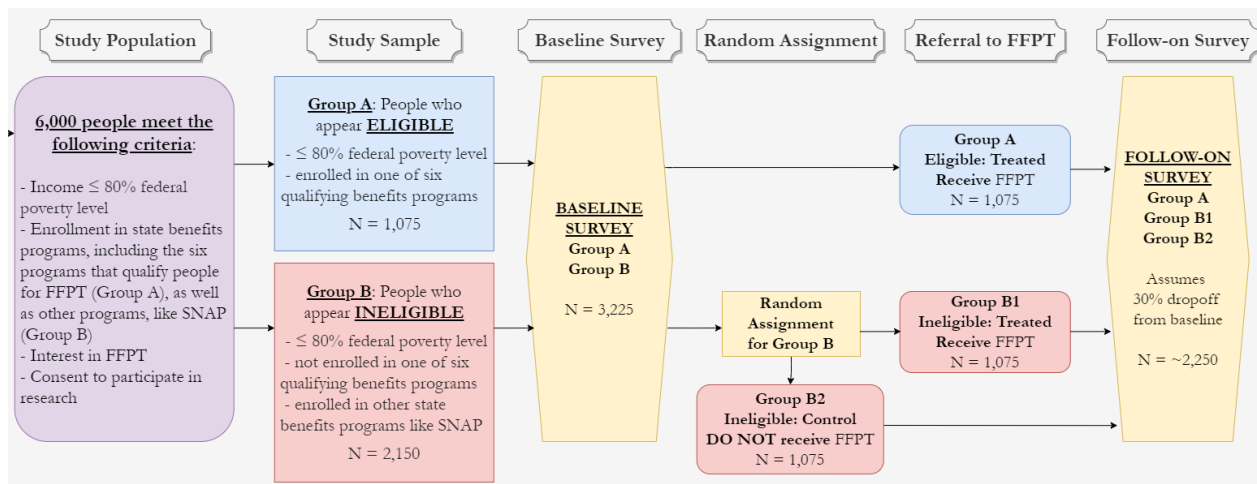 Study Population
Study Sample
Baseline Survey
Random Assignment
Referral to FFPT
Follow-on Survey
6,000 people meet the
following criteria:
- Income ≤ 80% federal
poverty level
- Enrollment in state benefits
programs, including the six
programs that qualify people
for FFPT (Group A), as well
as other programs, like SNAP
(Group B)
- Interest in FFPT
- Consent to participate in
research
Group A: People who
appear ELIGIBLE
- ≤ 80% federal poverty level
- enrolled in one of six
qualifying benefits programs
N = 1,075
Group B: People who
appear INELIGIBLE
- ≤ 80% federal poverty level
- not enrolled in one of six
qualifying benefits programs
- enrolled in other state
benefits programs like SNAP
N = 2,150
BASELINE
SURVEY
Group A
Group B
N = 3,225
Random
Assignment
for Group B
Group B2
Ineligible: Control
DO NOT receive FFPT
N = 1,075
Group A
Eligible: Treated
Receive FFPT
N = 1,075
Group B1
Ineligible: Treated
Receive FFPT
N = 1,075
FOLLOW-ON
SURVEY
Group A
Group B1
Group B2
Assumes
30% dropoff
from baseline
N = ~2,250